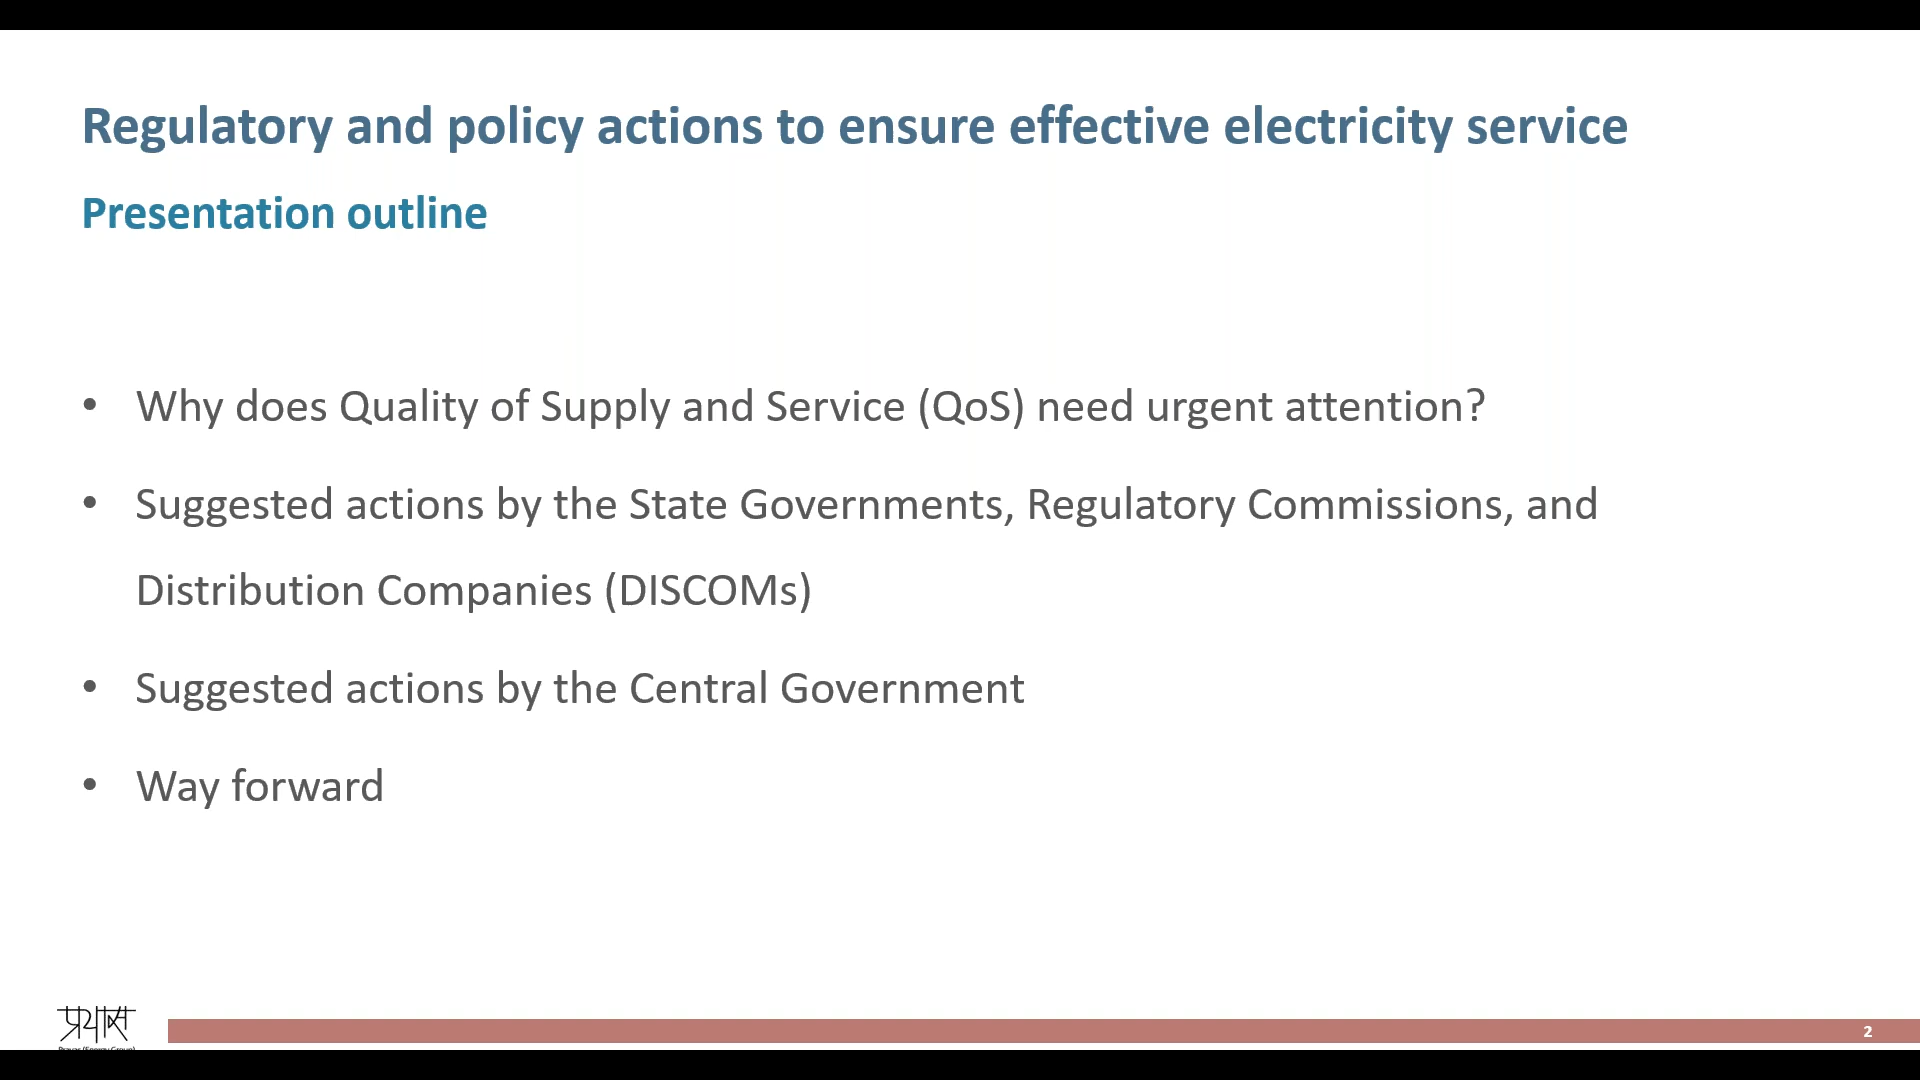 Regulatory and policy actions to ensure effective electricity service
Presentation outline
• Why does Quality of Supply and Service (QoS) need urgent attention?
• Suggested actions by the State Governments, Regulatory Commissions, and
Distribution Companies (DISCOMs)
• Suggested actions by the Central Government
• Way forward
प्रयास
2